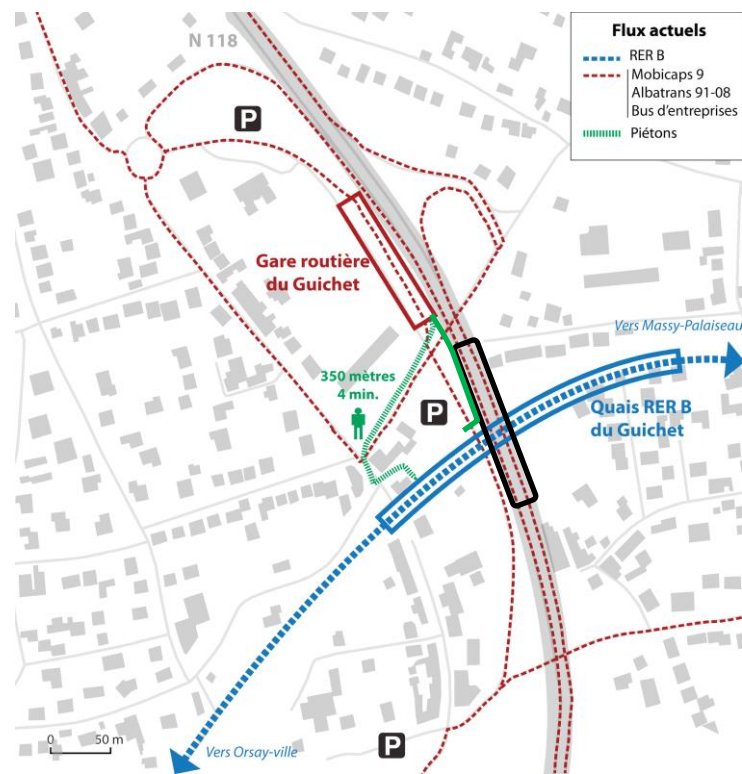 N 118
Flux actuels
RER B
Mobicaps 9
Albatrans 91-08
Bus d'entreprises
Piétons
P
Gare routière
du Guichet
Vers Massy-Palaiseau
350 mètres
4 min.
P
Quais RER B
du Guichet
P
0 50 m
Vers Orsay-ville